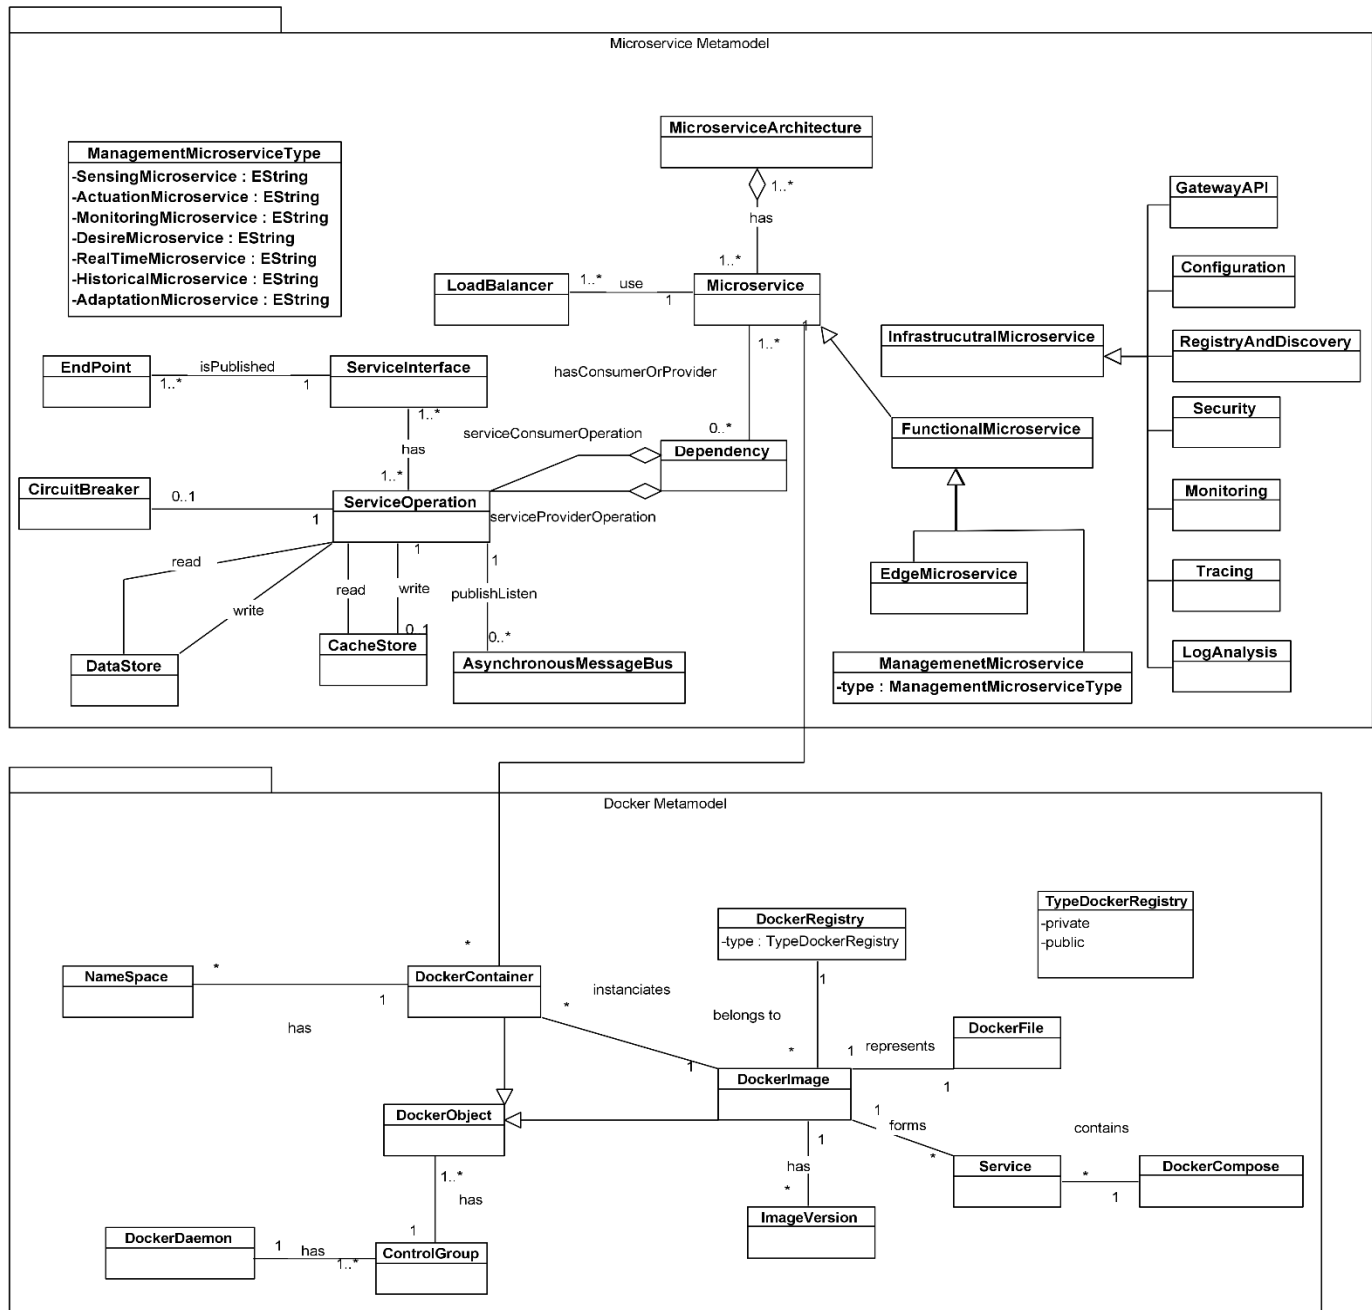 Microservice Metamodel
MicroserviceArchitecture
1..*
has
1..*
ManagementMicroserviceType
-SensingMicroservice : EString
-ActuationMicroservice : EString
-MonitoringMicroservice : EString
-DesireMicroservice : EString
-RealTimeMicroservice : EString
-HistoricalMicroservice : EString
-AdaptationMicroservice : EString
GatewayAPI
Configuration
RegistryAndDiscovery
Security
Monitoring
Tracing
LogAnalysis
LoadBalancer
1..*
use
1
Microservice
1
1..*
InfrastrucutralMicroservice
hasConsumerOrProvider
0..*
EndPoint
isPublished
1..*
1
ServiceInterface
1..*
has
1..*
serviceConsumerOperation
Dependency
FunctionalMicroservice
CircuitBreaker
0..1
1
ServiceOperation
serviceProviderOperation
read
write
1
read
write
0..1
1
publishListen
0..*
EdgeMicroservice
DataStore
CacheStore
AsynchronousMessageBus
ManagemenetMicroservice
-type : ManagementMicroserviceType
Docker Metamodel
DockerRegistry
-type : TypeDockerRegistry
TypeDockerRegistry
-private
-public
NameSpace
*
1
has
*
DockerContainer
instanciates
*
1
1
belongs to
*
DockerImage
1
represents
1
DockerFile
DockerObject
1
forms
*
contains
Service
*
1
DockerCompose
1..*
has
1
1
has
*
ImageVersion
DockerDaemon
1
has
1..*
ControlGroup